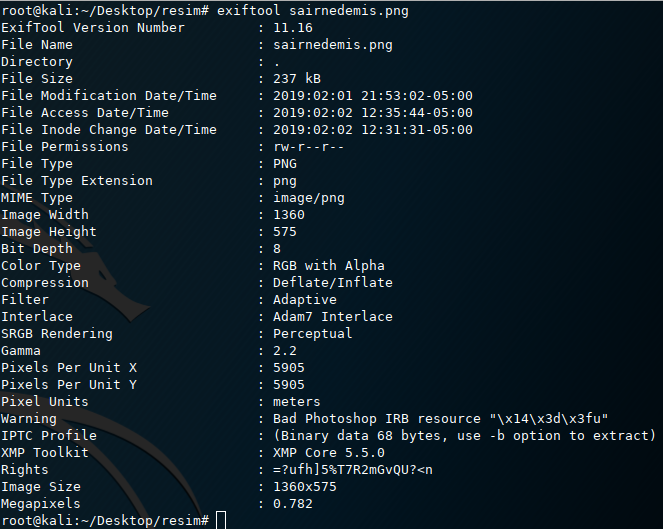 root@kali:~/Desktop/resim# exiftool sairnedemis.png
ExifTool Version Number : 11.16
File Name : sairnedemis.png
Directory : .
File Size : 237 kB
File Modification Date/Time : 2019:02:01 21:53:02-05:00
File Access Date/Time : 2019:02:02 12:35:44-05:00
File Inode Change Date/Time : 2019:02:02 12:31:31-05:00
File Permissions : rw-r--r--
File Type : PNG
File Type Extension : png
MIME Type : image/png
Image Width : 1360
Image Height : 575
Bit Depth : 8
Color Type : RGB with Alpha
Compression : Deflate/Inflate
Filter : Adaptive
Interlace : Adam7 Interlace
SRGB Rendering : Perceptual
Gamma : 2.2
Pixels Per Unit X : 5905
Pixels Per Unit Y : 5905
Pixel Units : meters
Warning : Bad Photoshop IRB resource "\x14\x3d\x3fu"
IPTC Profile : (Binary data 68 bytes, use -b option to extract)
XMP Toolkit : XMP Core 5.5.0
Rights : =?ufh]5%T7R2mGvQU?<n
Image Size : 1360x575
Megapixels : 0.782
root@kali:~/Desktop/resim#